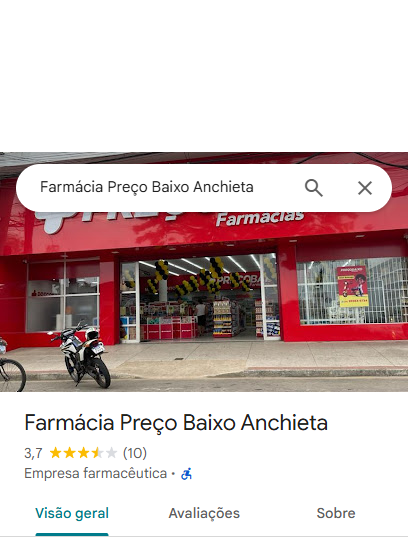 Farmácia Preço Baixo Anchieta
Farmácias
Farmácia Preço Baixo Anchieta
3,7 (10)
Empresa farmacêutica ·
Visão geral Avaliações Sobre